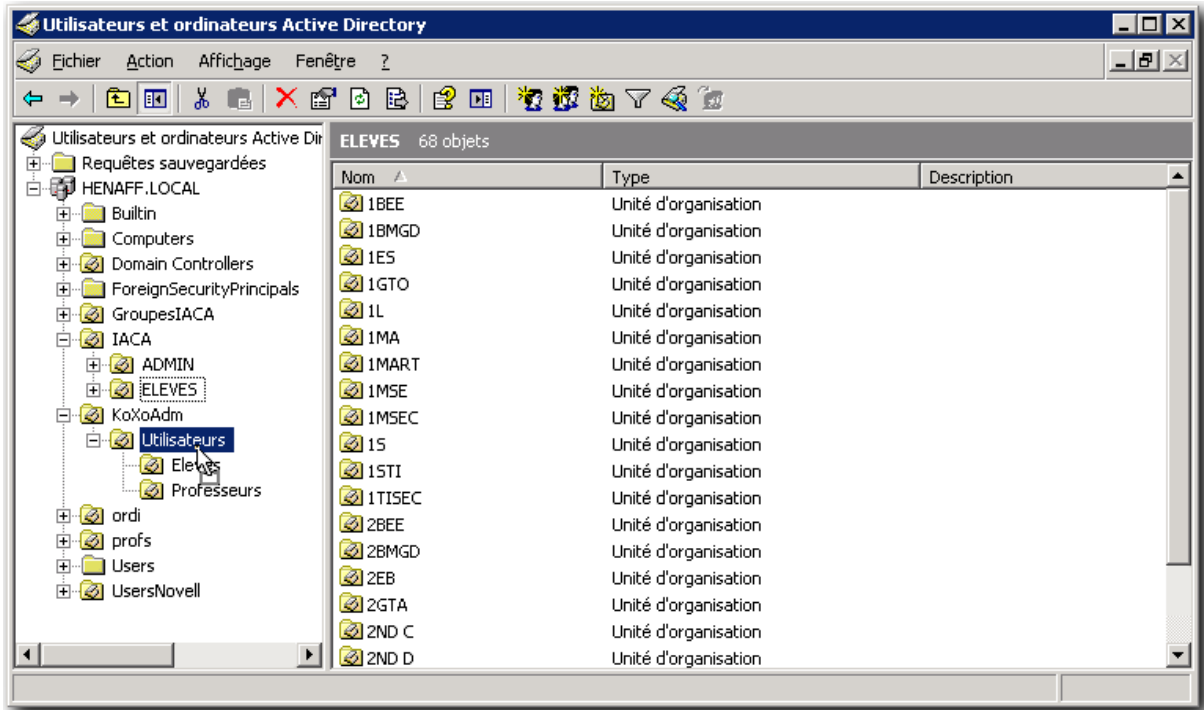 Utilisateurs et ordinateurs Active Directory
Fichier Action Affichage Fenêtre ?
Utilisateurs et ordinateurs Active Dir
Requêtes sauvegardées
HENAFF.LOCAL
Builtin
Computers
Domain Controllers
ForeignSecurityPrincipals
GroupesIACA
IACA
ADMIN
ELEVES
KoXoAdm
Utilisateurs
Eleves
Professeurs
ordi
profs
Users
UsersNovell
ELEVES 68 objets
Nom Type Description
1BEE Unité d'organisation
1BMGD Unité d'organisation
1ES Unité d'organisation
1GTO Unité d'organisation
1L Unité d'organisation
1MA Unité d'organisation
1MART Unité d'organisation
1MSE Unité d'organisation
1MSEC Unité d'organisation
1S Unité d'organisation
1STI Unité d'organisation
1TISEC Unité d'organisation
2BEE Unité d'organisation
2BMGD Unité d'organisation
2EB Unité d'organisation
2GTA Unité d'organisation
2ND C Unité d'organisation
2ND D Unité d'organisation